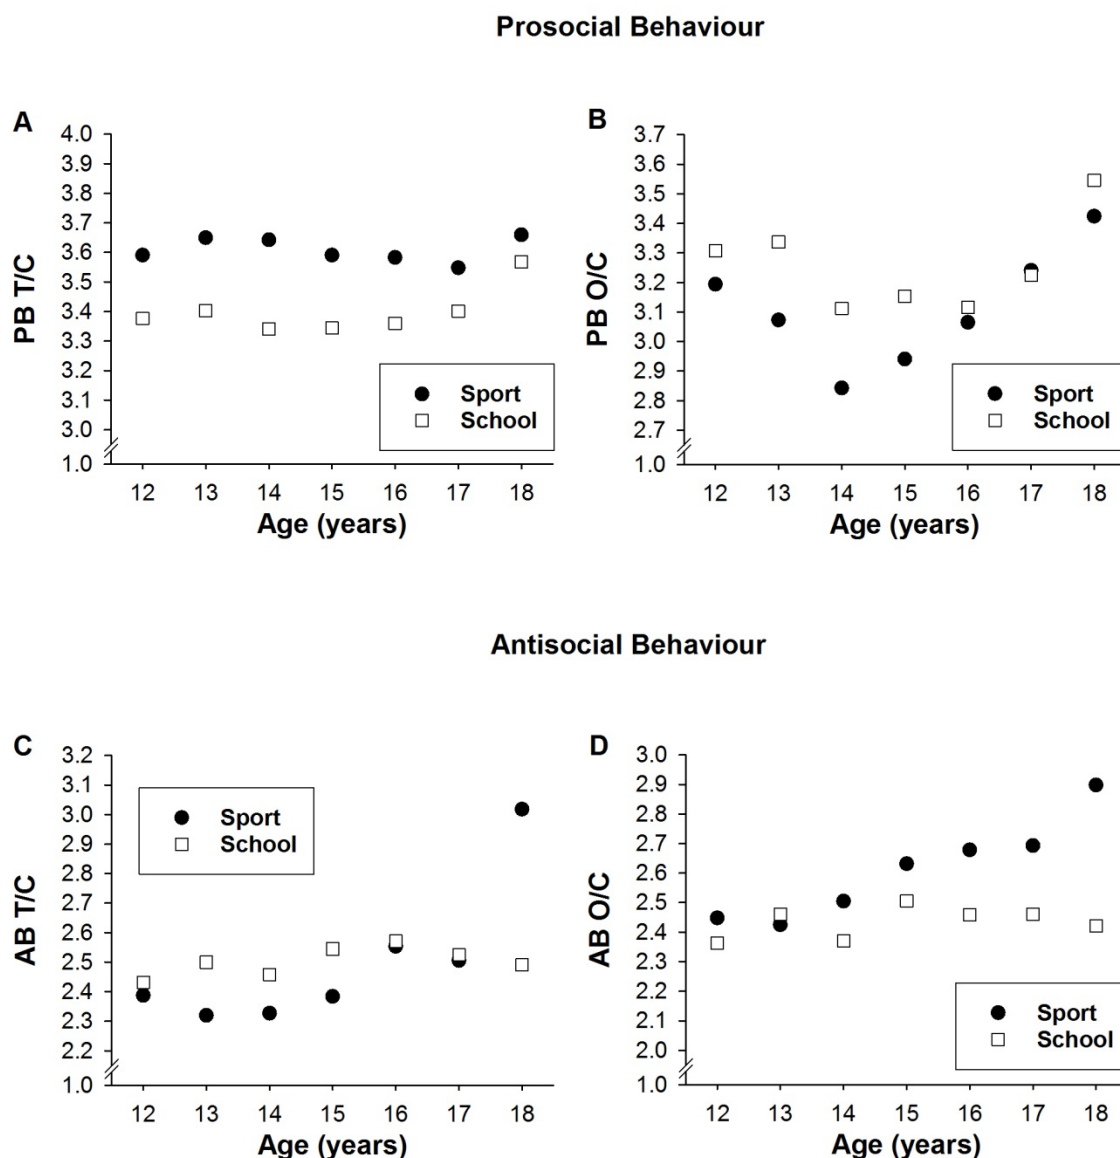 Prosocial Behaviour
A
4.0
3.9
3.8
3.7
3.6
3.5
3.4
3.3
3.2
3.1
3.0
1.0
PB T/C
Sport
School
12 13 14 15 16 17 18
Age (years)
B
3.7
3.6
3.5
3.4
3.3
3.2
3.1
3.0
2.9
2.8
2.7
1.0
PB O/C
Sport
School
12 13 14 15 16 17 18
Age (years)
Antisocial Behaviour
C
3.2
3.1
3.0
2.9
2.8
2.7
2.6
2.5
2.4
2.3
2.2
1.0
AB T/C
Sport
School
12 13 14 15 16 17 18
Age (years)
D
3.0
2.9
2.8
2.7
2.6
2.5
2.4
2.3
2.2
2.1
2.0
1.0
AB O/C
Sport
School
12 13 14 15 16 17 18
Age (years)